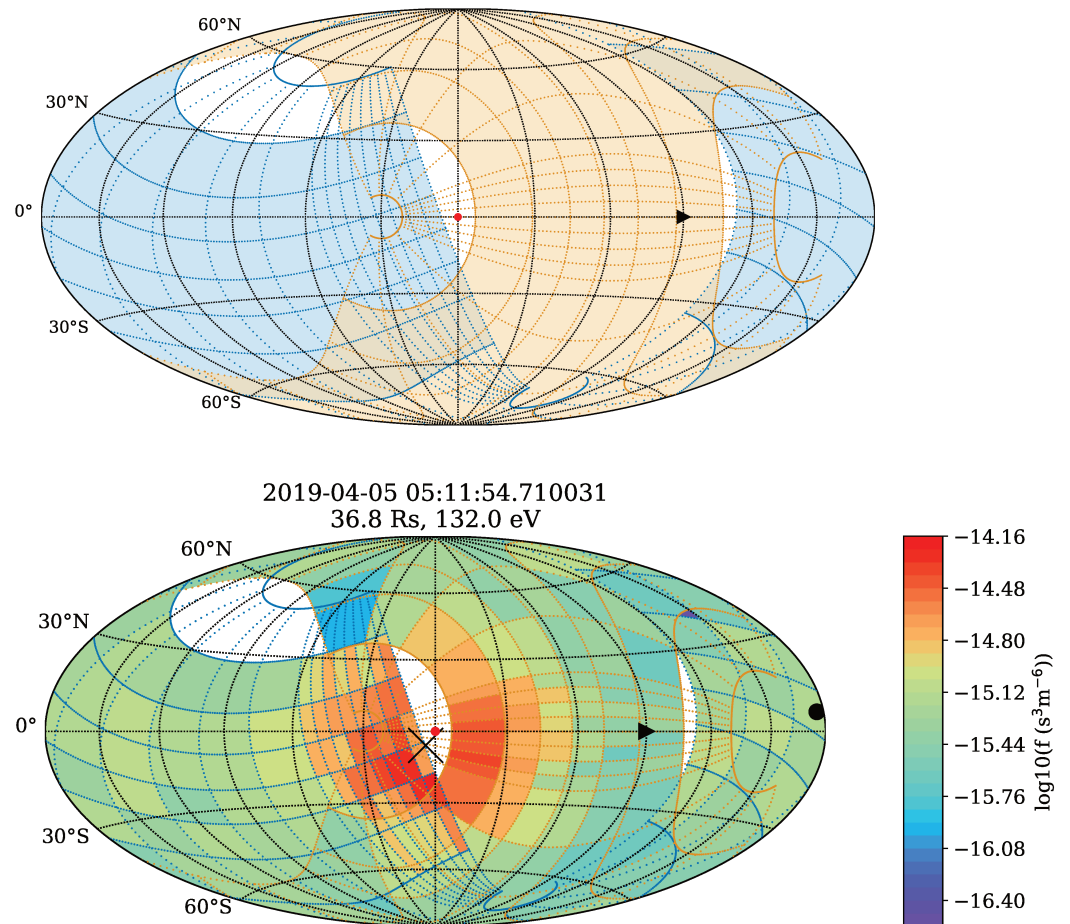 60°N
30°N
0°
30°S
60°S
2019-04-05 05:11:54.710031
36.8 Rs, 132.0 eV
60°N
30°N
0°
30°S
60°S
−14.16
−14.48
−14.80
−15.12
−15.44
−15.76
−16.08
−16.40
log10(f (s³m⁻⁶))